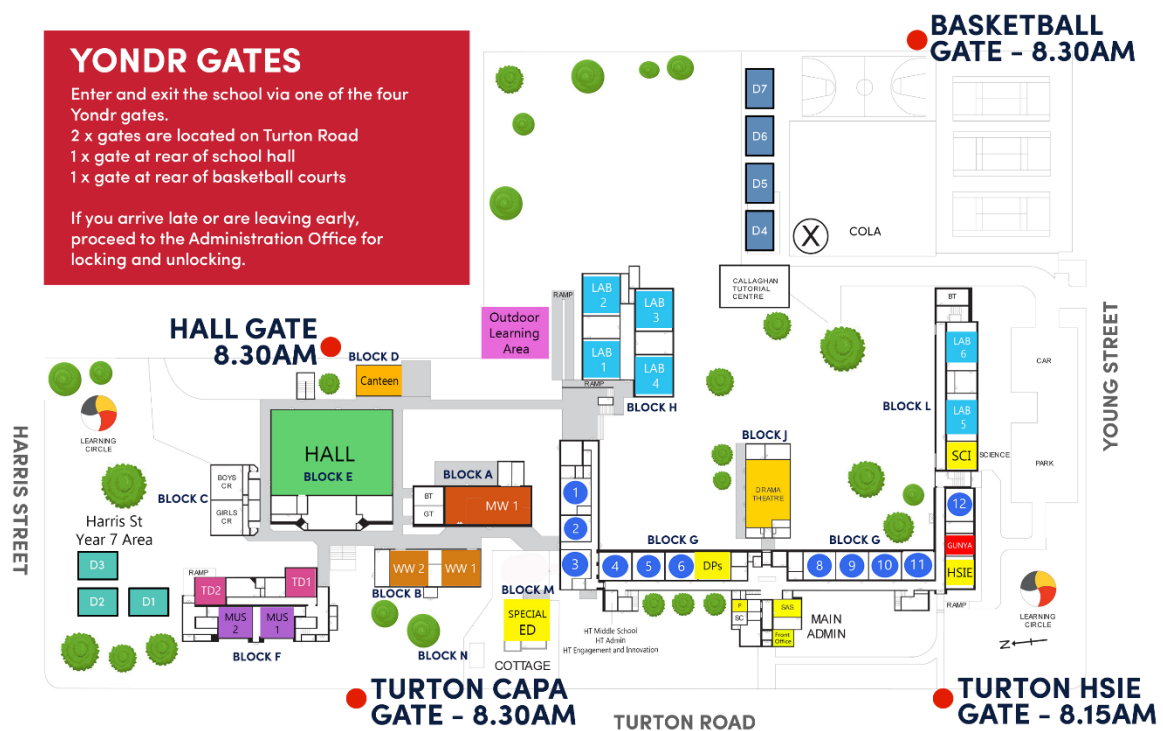 YONDR GATES
Enter and exit the school via one of the four
Yondr gates.
2 x gates are located on Turton Road
1 x gate at rear of school hall
1 x gate at rear of basketball courts
If you arrive late or are leaving early,
proceed to the Administration Office for
locking and unlocking.
BASKETBALL
GATE - 8.30AM
D7
D6
D5
D4
X
COLA
CALLAGHAN
TUTORIAL
CENTRE
HALL GATE
8.30AM
BLOCK D
Canteen
Outdoor
Learning
Area
RAMP
LAB
2
LAB
3
LAB
1
LAB
4
RAMP
BLOCK H
BT
LAB
6
LAB
5
BLOCK L
SCI
SCIENCE
CAR
PARK
YOUNG STREET
HARRIS STREET
LEARNING
CIRCLE
HALL
BLOCK E
BLOCK C
BOYS
CR
GIRLS
CR
BLOCK A
BT
GT
MW 1
BLOCK J
DRAMA
THEATRE
Harris St
Year 7 Area
D3
D2
D1
RAMP
TD2
TD1
MUS
2
MUS
1
BLOCK F
WW 2
WW 1
BLOCK B
BLOCK N
BLOCK M
SPECIAL
ED
COTTAGE
1
2
3
BLOCK G
4
5
6
DPs
BLOCK G
8
9
10
11
12
GUNYA
HSIE
RAMP
HT Middle School
HT Admin
HT Engagement and Innovation
P
SC
SAS
Front
Office
MAIN
ADMIN
LEARNING
CIRCLE
N
TURTON CAPA
GATE - 8.30AM
TURTON ROAD
TURTON HSIE
GATE - 8.15AM